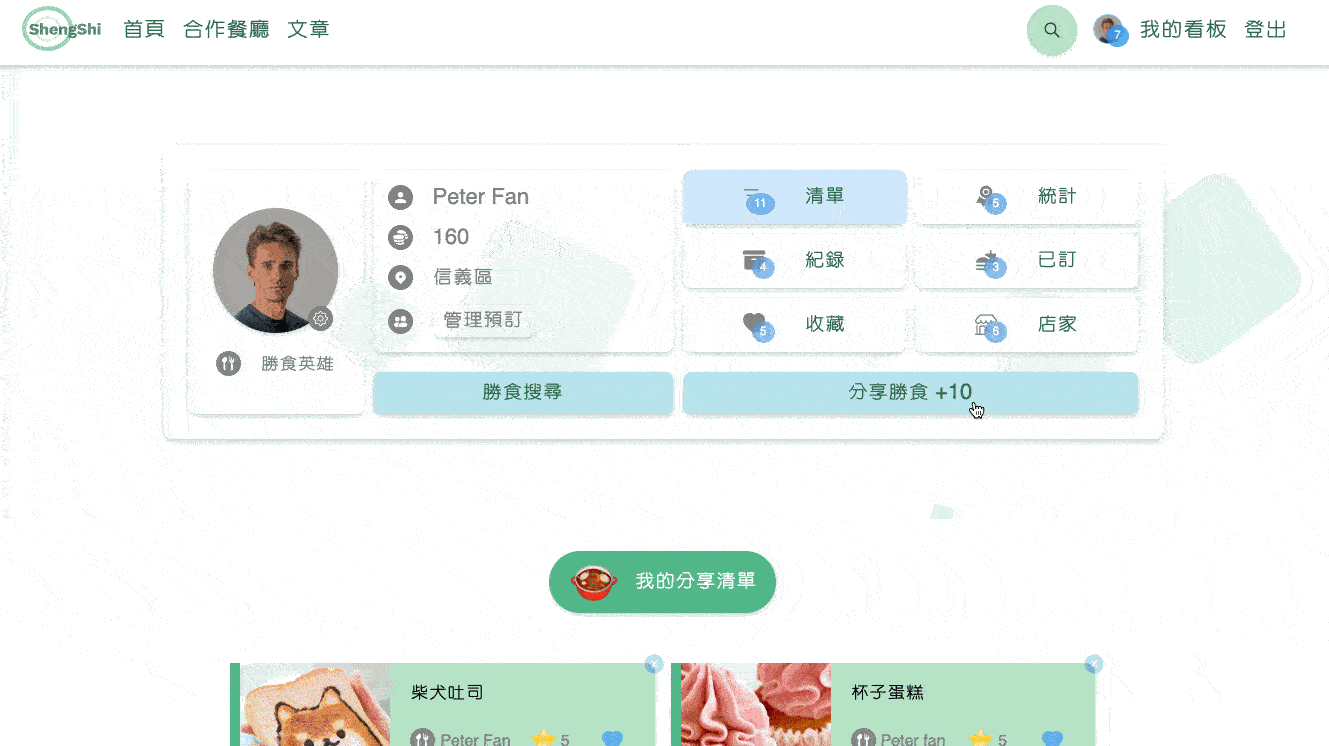 ShengShi 首頁 合作餐廳 文章 7 我的看板 登出
Peter Fan
160
信義區
管理預訂
勝食英雄
11 清單
5 統計
4 紀錄
3 已訂
5 收藏
6 店家
勝食搜尋
分享勝食 +10
我的分享清單
柴犬吐司
Peter Fan 5
杯子蛋糕
Peter fan 5